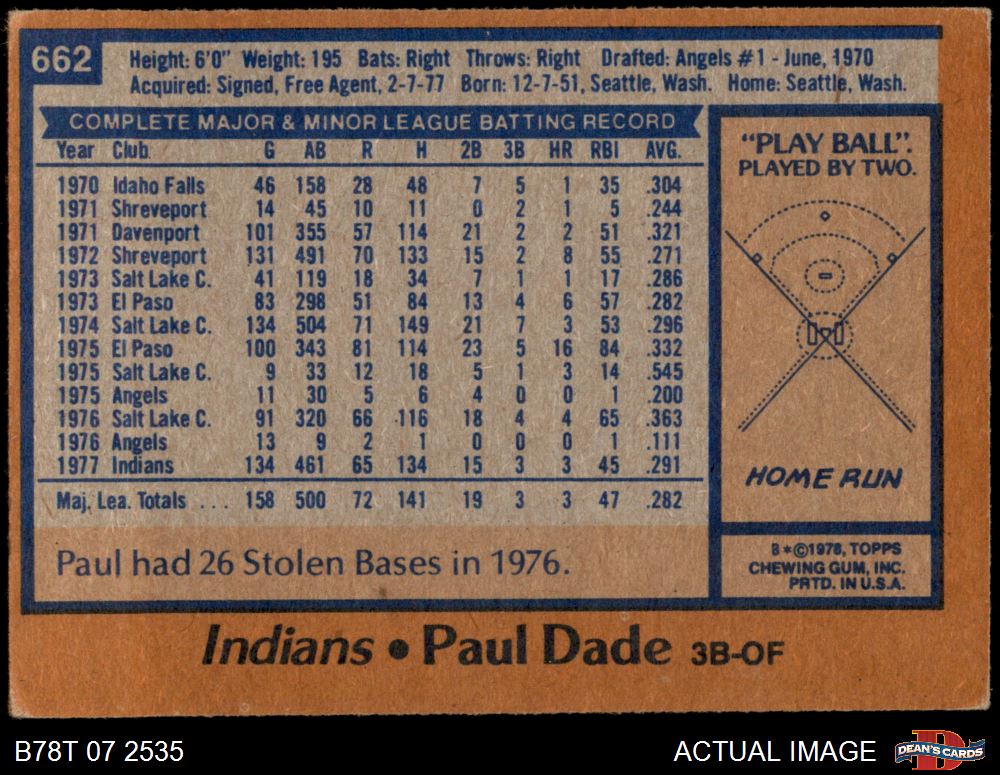 662
Height: 6'0" Weight: 195 Bats: Right Throws: Right Drafted: Angels #1 - June, 1970
Acquired: Signed, Free Agent, 2-7-77 Born: 12-7-51, Seattle, Wash. Home: Seattle, Wash.
COMPLETE MAJOR & MINOR LEAGUE BATTING RECORD
Year Club G AB R H 2B 3B HR RBI AVG.
1970 Idaho Falls 46 158 28 48 7 5 1 35 .304
1971 Shreveport 14 45 10 11 0 2 1 5 .244
1971 Davenport 101 355 57 114 21 2 2 51 .321
1972 Shreveport 131 491 70 133 15 2 8 55 .271
1973 Salt Lake C. 41 119 18 34 7 1 1 17 .286
1973 El Paso 83 298 51 84 13 4 6 57 .282
1974 Salt Lake C. 134 504 71 149 21 7 3 53 .296
1975 El Paso 100 343 81 114 23 5 16 84 .332
1975 Salt Lake C. 9 33 12 18 5 1 3 14 .545
1975 Angels 11 30 5 6 4 0 0 1 .200
1976 Salt Lake C. 91 320 66 116 18 4 4 65 .363
1976 Angels 13 9 2 1 0 0 0 1 .111
1977 Indians 134 461 65 134 15 3 3 45 .291
Maj. Lea. Totals ... 158 500 72 141 19 3 3 47 .282
Paul had 26 Stolen Bases in 1976.
"PLAY BALL".
PLAYED BY TWO.
HOME RUN
B*©1978, TOPPS
CHEWING GUM, INC.
PRTD. IN U.S.A.
Indians • Paul Dade 3B-OF
B78T 07 2535
ACTUAL IMAGE
D
DEAN'S CARDS